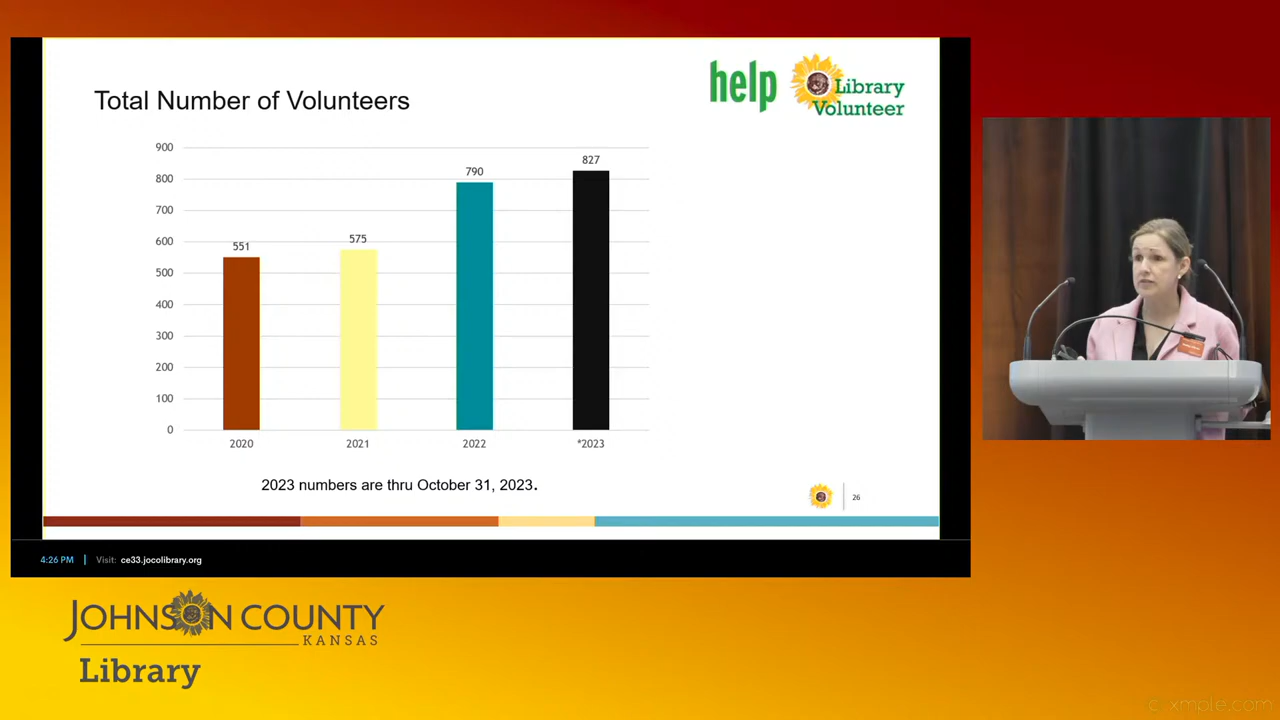 help
Library
Volunteer
Total Number of Volunteers
900
800
700
600
500
400
300
200
100
0
551
575
790
827
2020
2021
2022
*2023
2023 numbers are thru October 31, 2023.
26
4:26 PM | Visit: ce33.jocolibrary.org
JOHNSON COUNTY
KANSAS
Library